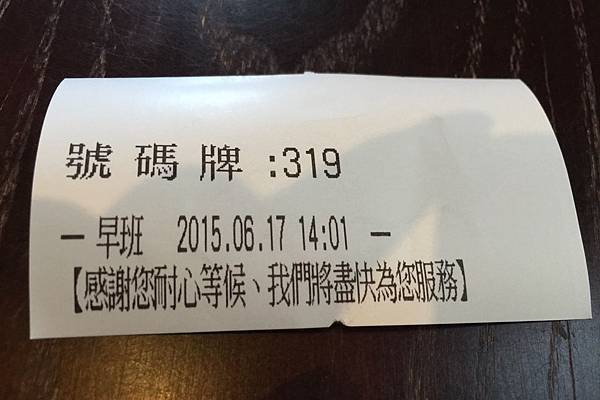 號碼牌:319
— 早班 2015.06.17 14:01 —
【感謝您耐心等候、我們將盡快為您服務】